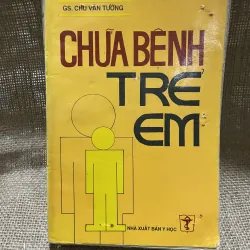 GS. CHU VĂN TƯỜNG
CHỮA BỆNH
TRẺ
EM
NHÀ XUẤT BẢN Y HỌC